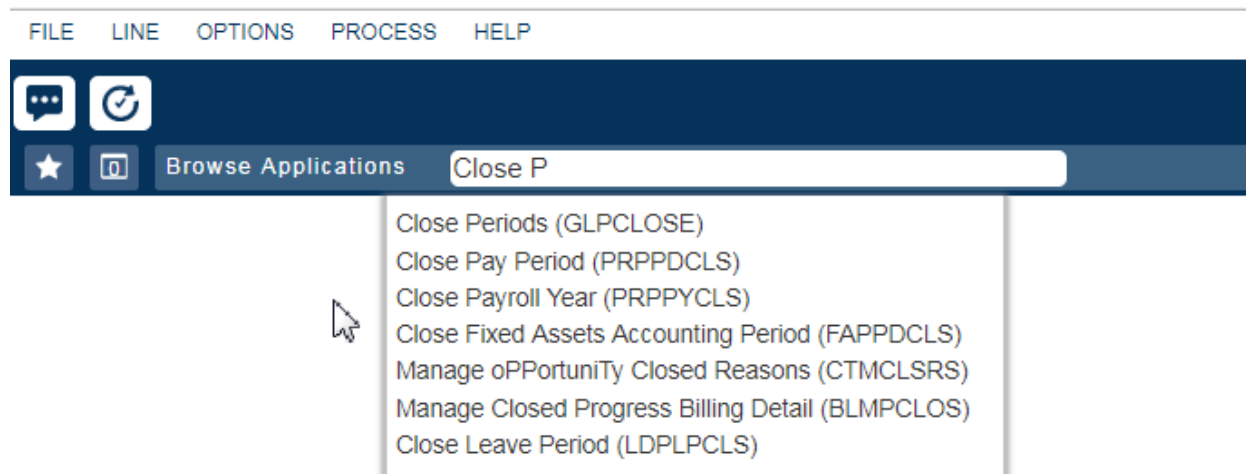 FILE LINE OPTIONS PROCESS HELP
0 Browse Applications Close P
Close Periods (GLPCLOSE)
Close Pay Period (PRPPDCLS)
Close Payroll Year (PRPPYCLS)
Close Fixed Assets Accounting Period (FAPPDCLS)
Manage oPPortuniTy Closed Reasons (CTMCLSRS)
Manage Closed Progress Billing Detail (BLMPCLOS)
Close Leave Period (LDPLPCLS)